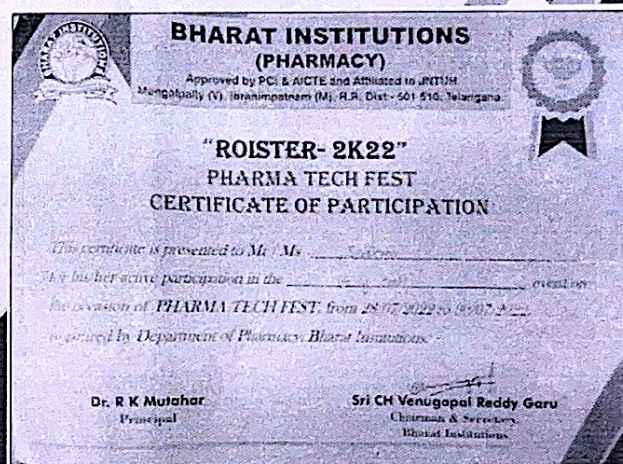 BHARAT INSTITUTIONS
BHARAT INSTITUTIONS
(PHARMACY)
Approved by PCI & AICTE and Affiliated to JNTUH
Mangalpally (V), Ibrahimpatnam (M), R.R. Dist - 501 510, Telangana.
"ROISTER- 2K22"
PHARMA TECH FEST
CERTIFICATE OF PARTICIPATION
This certificate is presented to Mr / Ms
for his/her active participation in the event on
the occasion of PHARMA TECH FEST, from 28/07/2022 to
organized by Department of Pharmacy, Bharat Institutions.
Dr. R K Mutahar
Principal
Sri CH Venugopal Reddy Garu
Chairman & Secretary
Bharat Institutions